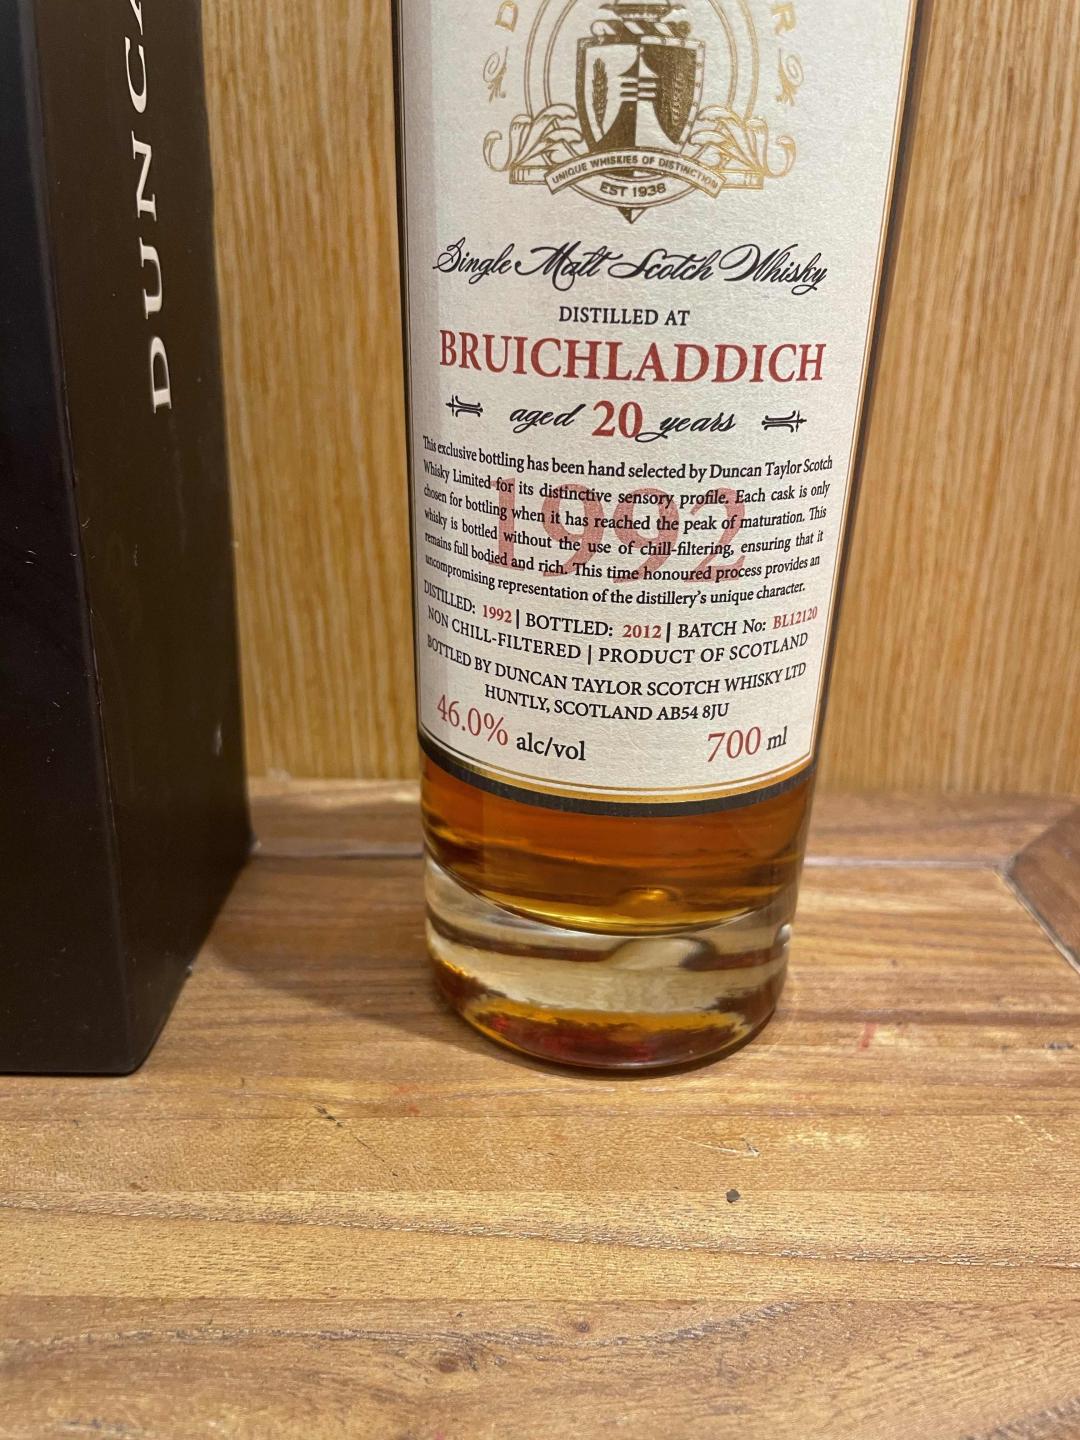 DUNCA
D R
UNIQUE WHISKIES OF DISTINCTION
EST 1938
Single Malt Scotch Whisky
DISTILLED AT
BRUICHLADDICH
aged 20 years
1992
This exclusive bottling has been hand selected by Duncan Taylor Scotch
Whisky Limited for its distinctive sensory profile. Each cask is only
chosen for bottling when it has reached the peak of maturation. This
whisky is bottled without the use of chill-filtering, ensuring that it
remains full bodied and rich. This time honoured process provides an
uncompromising representation of the distillery's unique character.
DISTILLED: 1992 | BOTTLED: 2012 | BATCH No: BL12120
NON CHILL-FILTERED | PRODUCT OF SCOTLAND
BOTTLED BY DUNCAN TAYLOR SCOTCH WHISKY LTD
HUNTLY, SCOTLAND AB54 8JU
46.0% alc/vol 700 ml